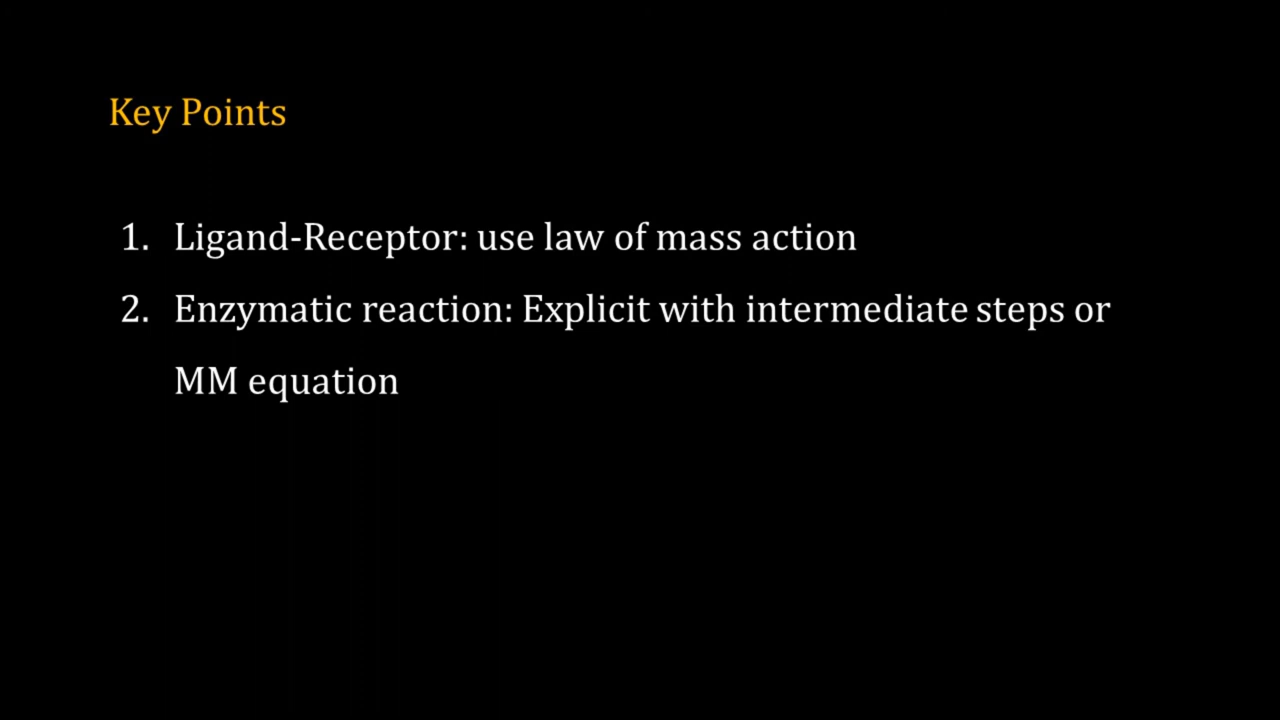 Key Points
1. Ligand-Receptor: use law of mass action
2. Enzymatic reaction: Explicit with intermediate steps or
MM equation